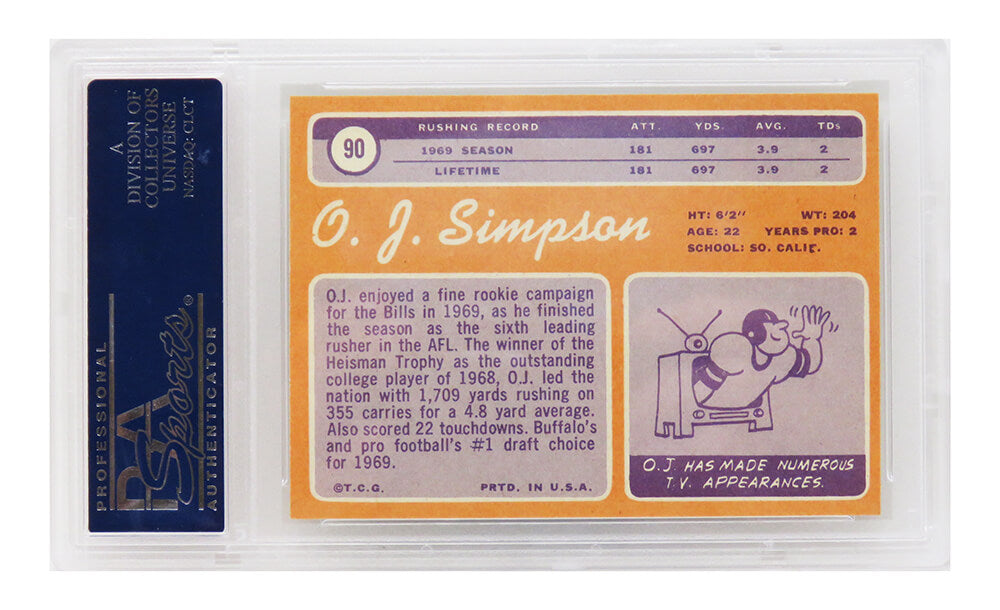 A
DIVISION OF
COLLECTORS
UNIVERSE
NASDAQ: CLCT
PROFESSIONAL
PSA
Sports®
AUTHENTICATOR
90
RUSHING RECORD ATT. YDS. AVG. TDs
1969 SEASON 181 697 3.9 2
LIFETIME 181 697 3.9 2
O. J. Simpson
HT: 6'2" WT: 204
AGE: 22 YEARS PRO: 2
SCHOOL: SO. CALIF.
O.J. enjoyed a fine rookie campaign
for the Bills in 1969, as he finished
the season as the sixth leading
rusher in the AFL. The winner of the
Heisman Trophy as the outstanding
college player of 1968, O.J. led the
nation with 1,709 yards rushing on
355 carries for a 4.8 yard average.
Also scored 22 touchdowns. Buffalo's
and pro football's #1 draft choice
for 1969.
©T.C.G. PRTD. IN U.S.A.
O.J. HAS MADE NUMEROUS
T.V. APPEARANCES.